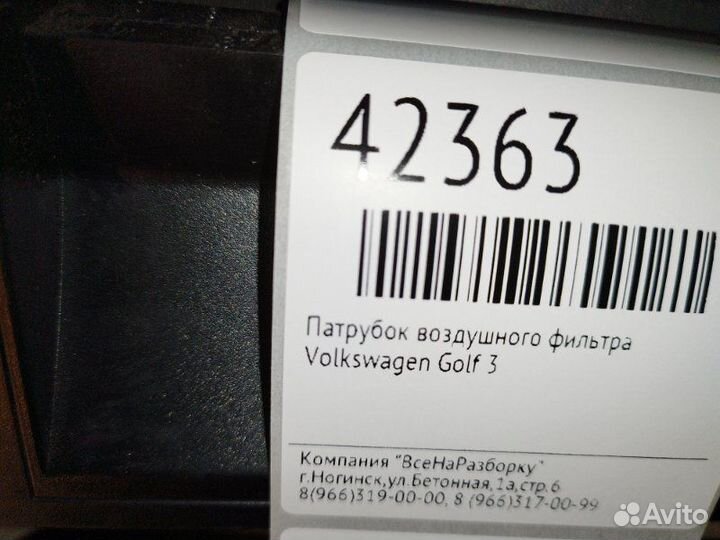 42363
Патрубок воздушного фильтра
Volkswagen Golf 3
Компания "ВсеНаРазборку"
г.Ногинск,ул.Бетонная,1а,стр.6
8(966)319-00-00, 8 (966)317-00-99
Avito